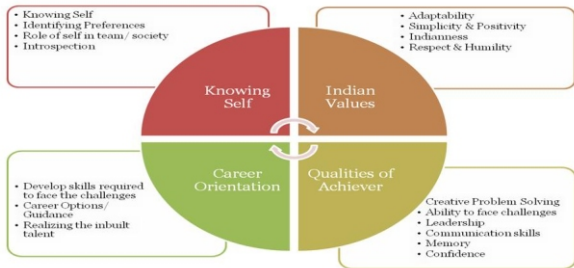 • Knowing Self
• Identifying Preferences
• Role of self in team/ society
• Introspection
• Adaptability
• Simplicity & Positivity
• Indianness
• Respect & Humility
Knowing
Self
Indian
Values
Career
Orientation
Qualities of
Achiever
• Develop skills required
to face the challenges
• Career Options/
Guidance
• Realizing the inbuilt
talent
Creative Problem Solving
• Ability to face challenges
• Leadership
• Communication skills
• Memory
• Confidence